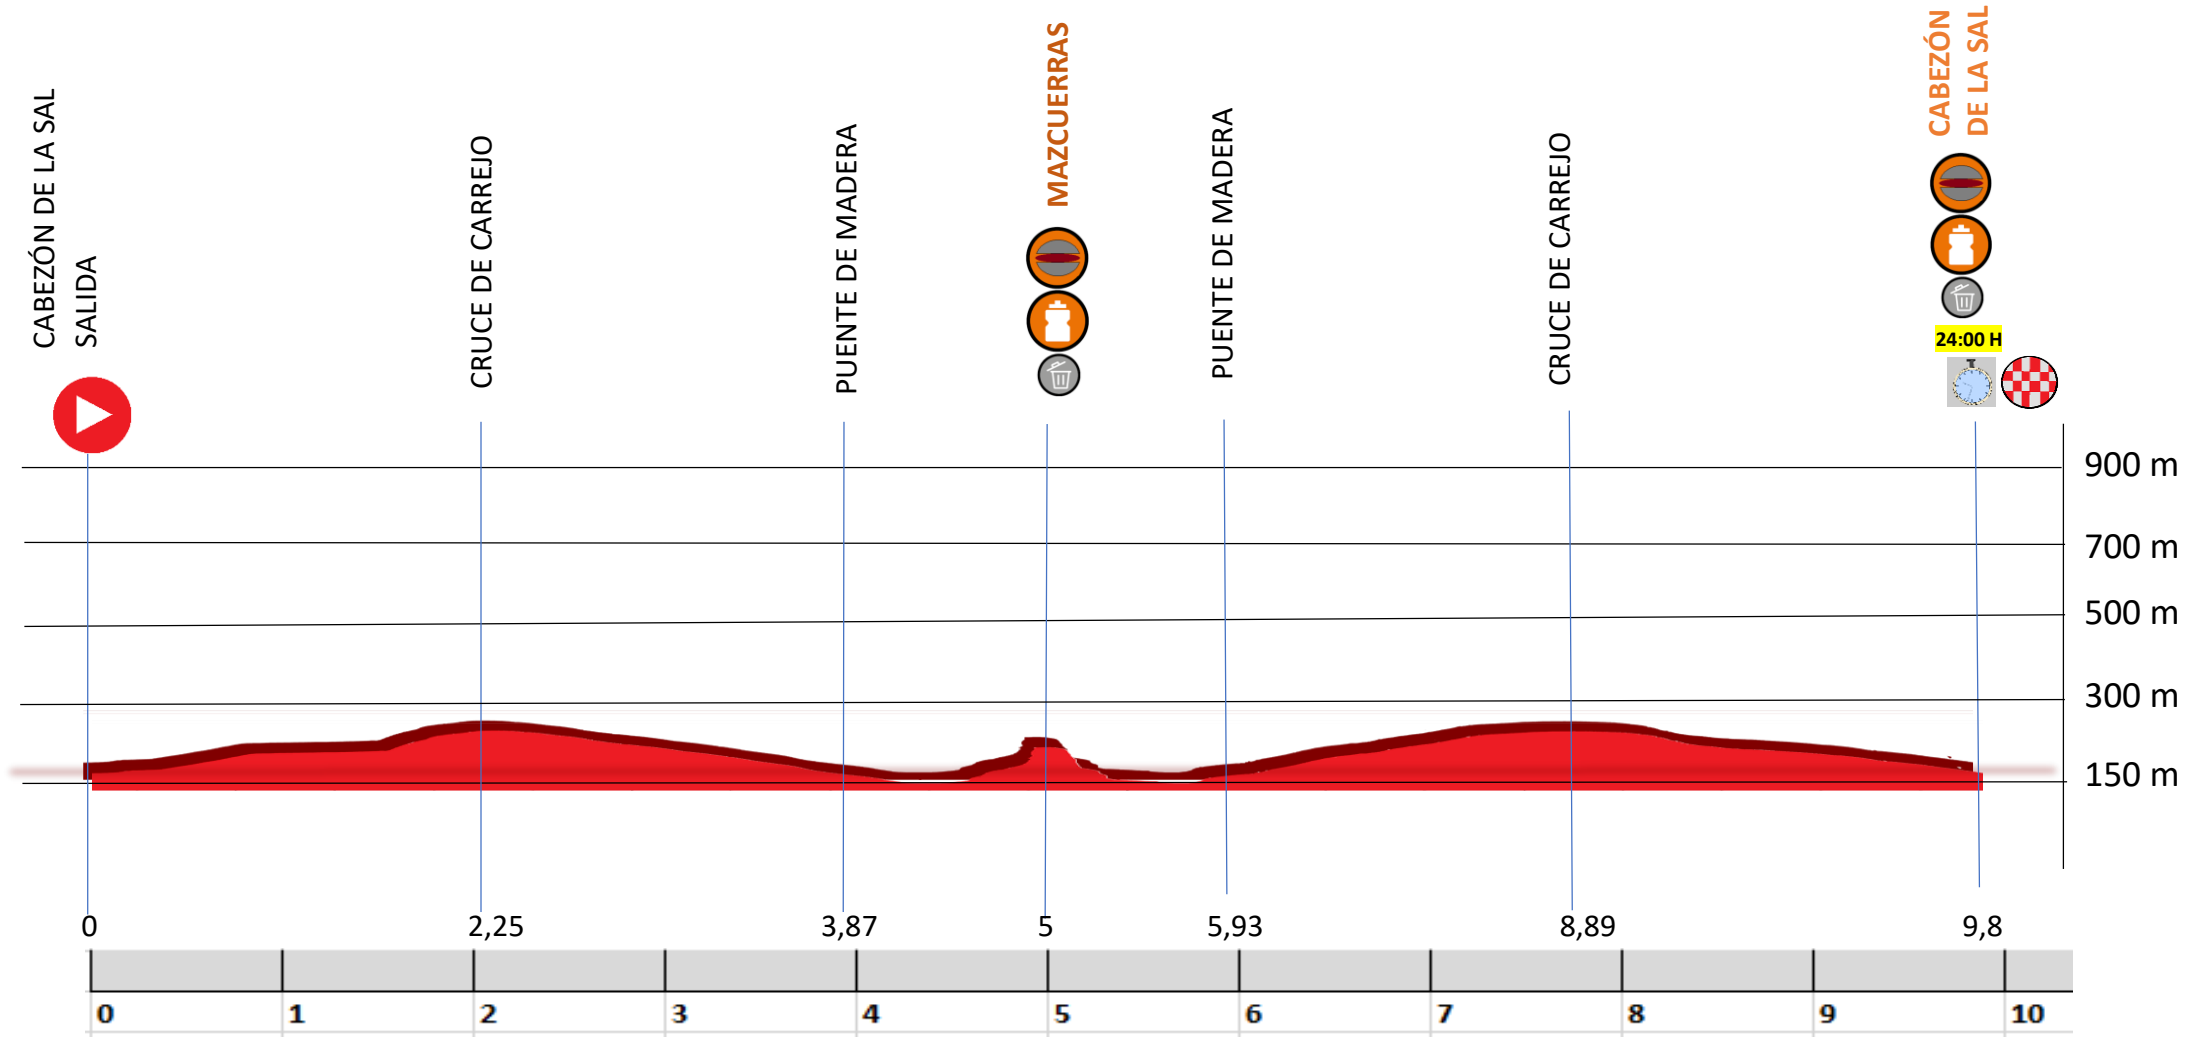 CABEZÓN DE LA SAL
SALIDA
CRUCE DE CARREJO
PUENTE DE MADERA
MAZCUERRAS
PUENTE DE MADERA
CRUCE DE CARREJO
CABEZÓN
DE LA SAL
24:00 H
900 m
700 m
500 m
300 m
150 m
0 2,25 3,87 5 5,93 8,89 9,8
0 1 2 3 4 5 6 7 8 9 10